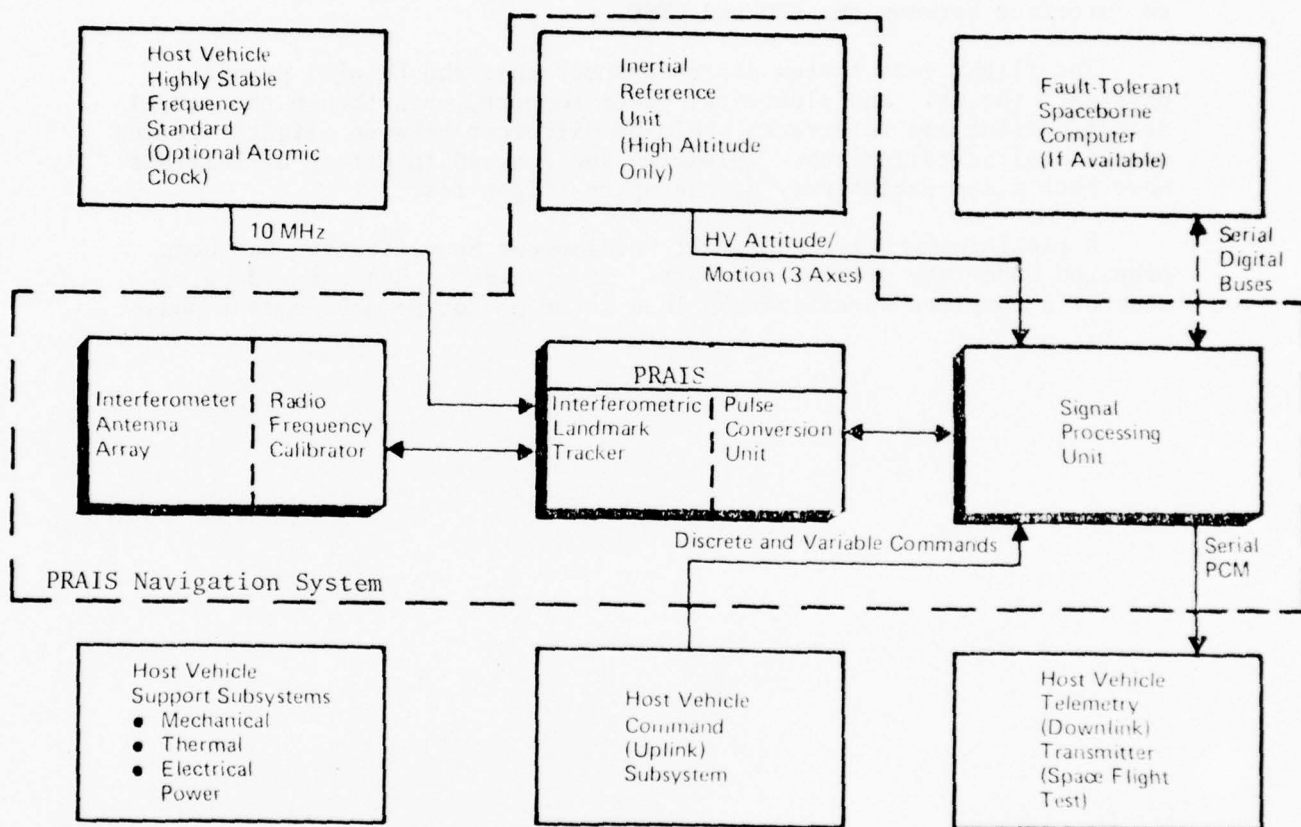 Host Vehicle
Highly Stable
Frequency
Standard
(Optional Atomic
Clock)
Inertial
Reference
Unit
(High Altitude
Only)
Fault-Tolerant
Spaceborne
Computer
(If Available)
10 MHz
HV Attitude/
Motion (3 Axes)
Serial
Digital
Buses
Interferometer
Antenna
Array
Radio
Frequency
Calibrator
PRAIS
Interferometric
Landmark
Tracker
Pulse
Conversion
Unit
Signal
Processing
Unit
Discrete and Variable Commands
Serial
PCM
PRAIS Navigation System
Host Vehicle
Support Subsystems
● Mechanical
● Thermal
● Electrical
Power
Host Vehicle
Command
(Uplink)
Subsystem
Host Vehicle
Telemetry
(Downlink)
Transmitter
(Space Flight
Test)